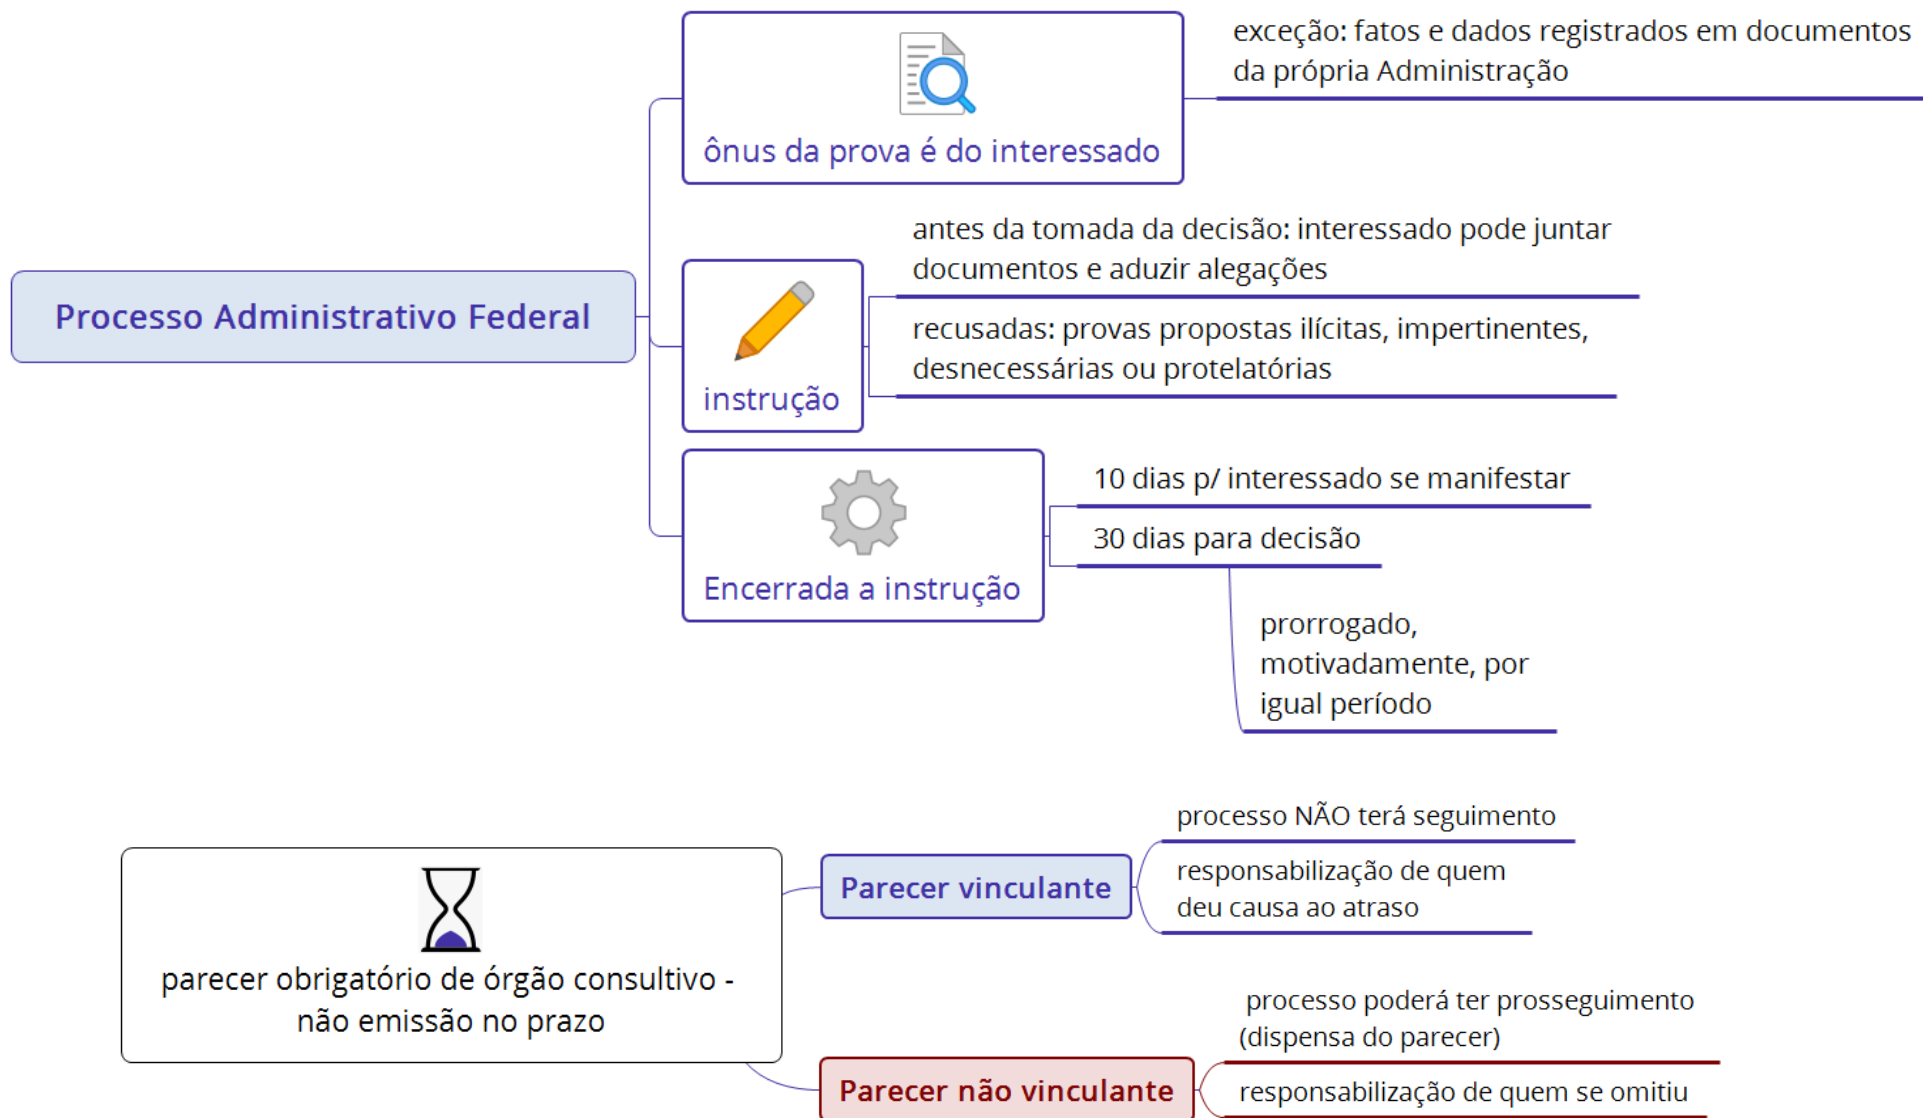 exceção: fatos e dados registrados em documentos
da própria Administração
ônus da prova é do interessado
Processo Administrativo Federal
antes da tomada da decisão: interessado pode juntar
documentos e aduzir alegações
recusadas: provas propostas ilícitas, impertinentes,
desnecessárias ou protelatórias
instrução
10 dias p/ interessado se manifestar
30 dias para decisão
Encerrada a instrução
prorrogado,
motivadamente, por
igual período
parecer obrigatório de órgão consultivo -
não emissão no prazo
Parecer vinculante
processo NÃO terá seguimento
responsabilização de quem
deu causa ao atraso
Parecer não vinculante
processo poderá ter prosseguimento
(dispensa do parecer)
responsabilização de quem se omitiu